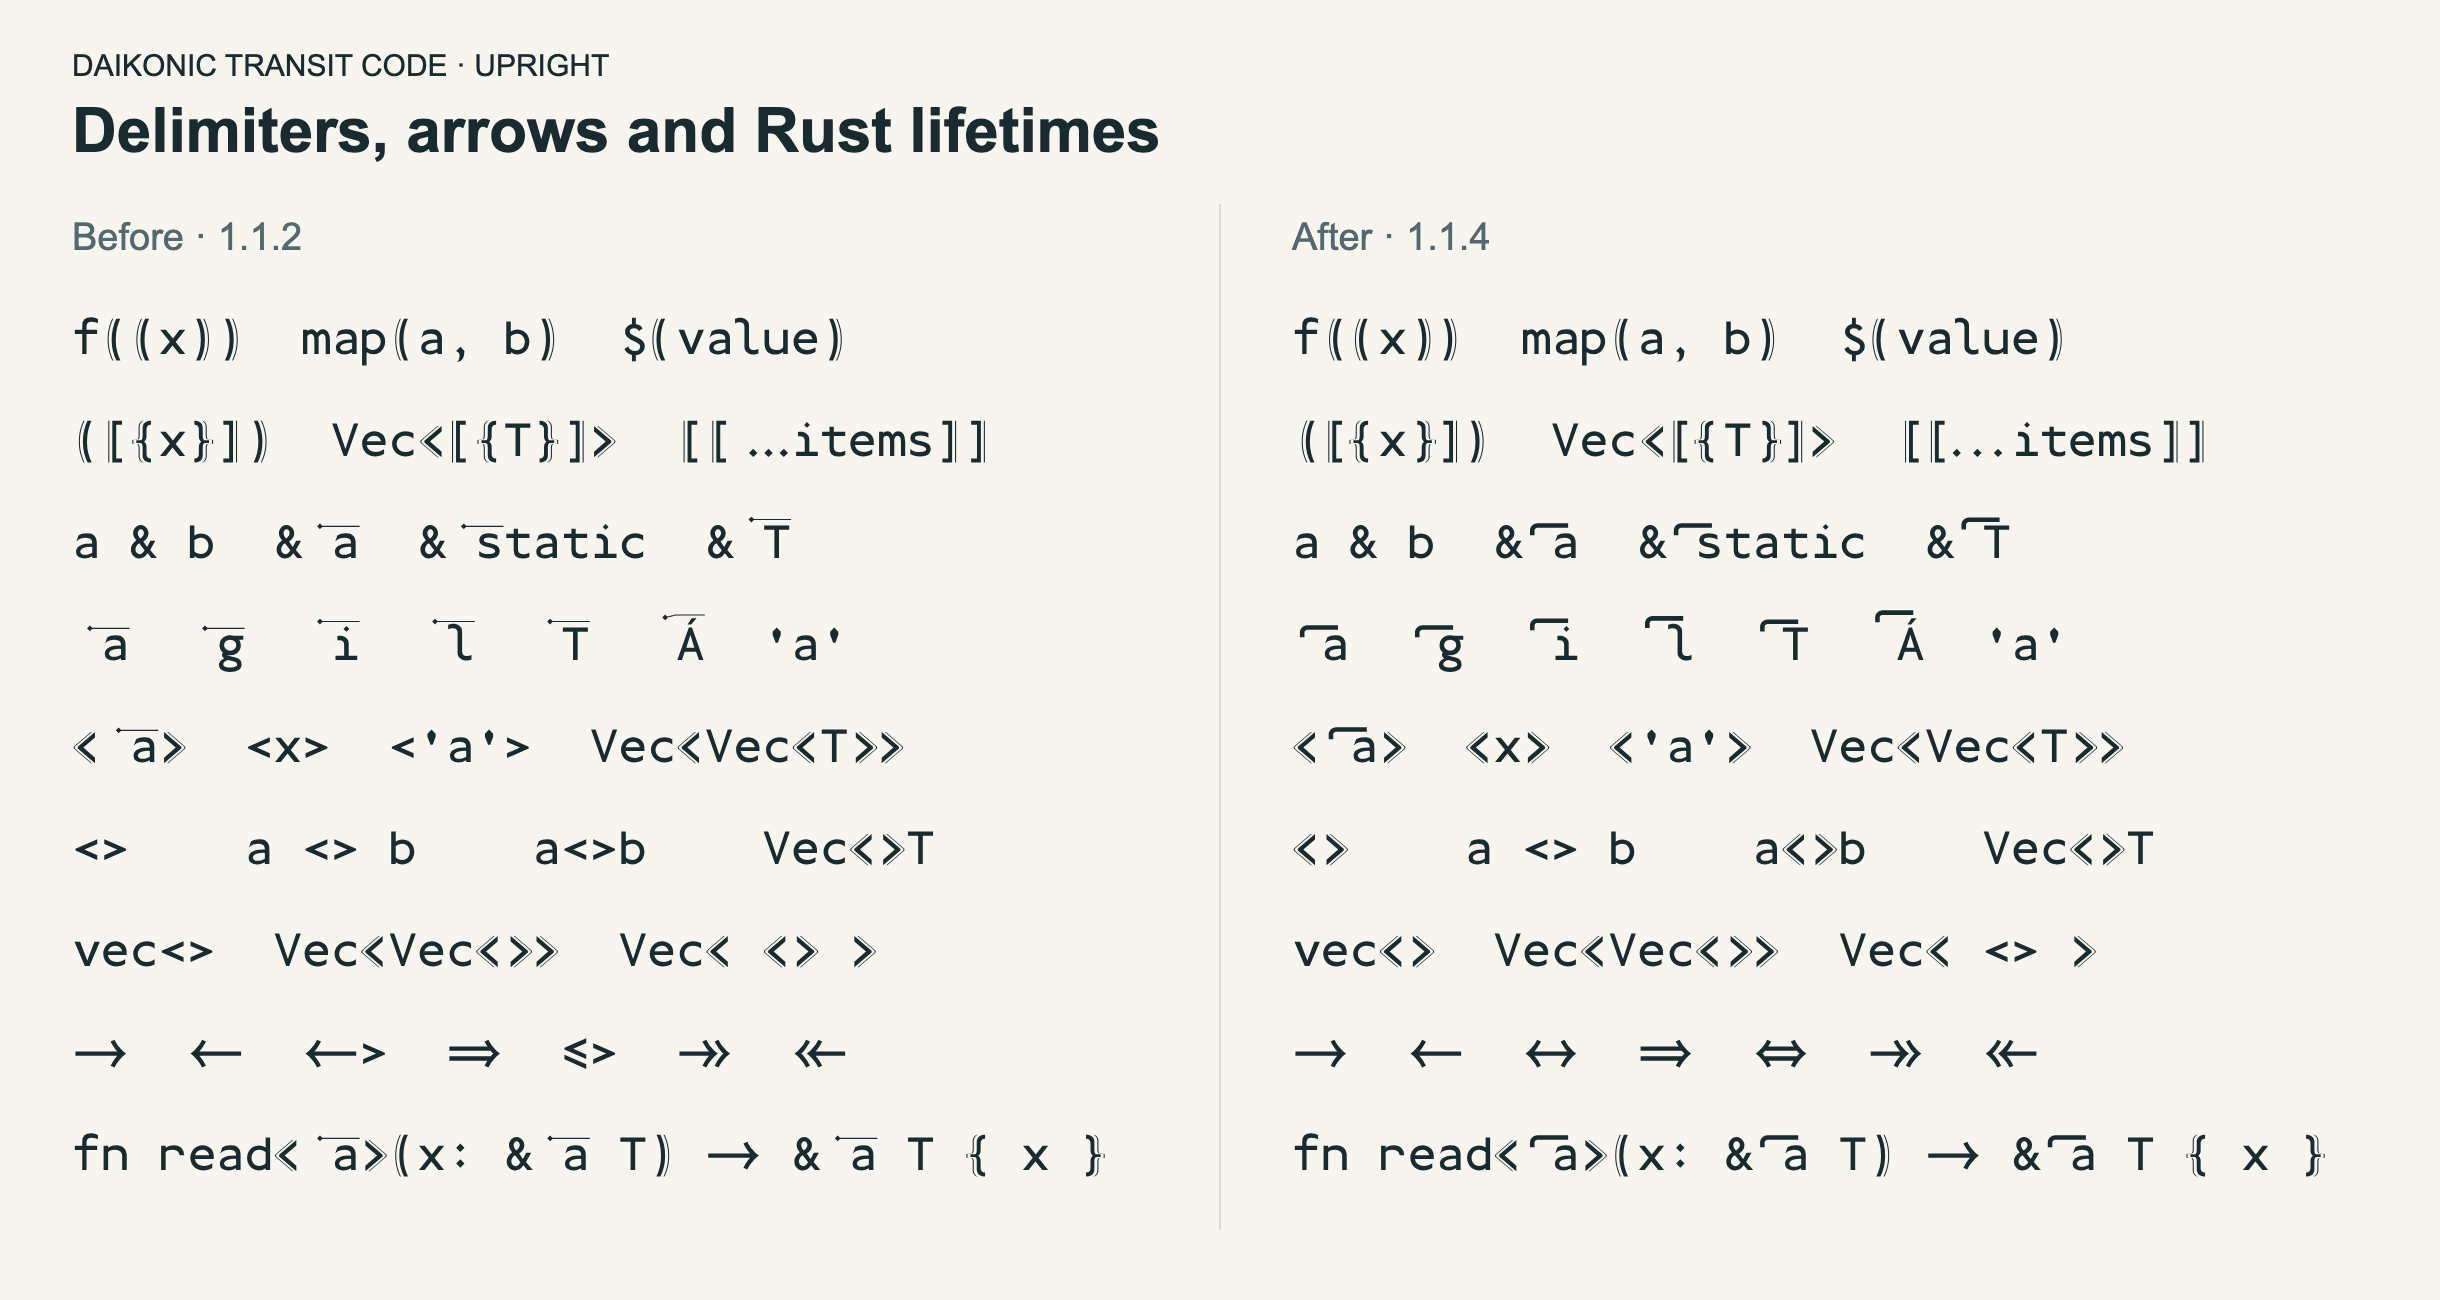 DAIKONIC TRANSIT CODE · UPRIGHT
Delimiters, arrows and Rust lifetimes
Before · 1.1.2
f((x)) map(a, b) $(value)
([{x}]) Vec<[{T}]> [[...items]]
a & b &'a &'static &'T
'a 'g 'i 'l 'T 'Á 'a'
<'a> <x> <'a'> Vec<Vec<T>>
<> a <> b a<>b Vec<>T
vec<> Vec<Vec<>> Vec< <> >
→ ← ←> ⇒ ⩽> ↠ ↞
fn read<'a>(x: &'a T) → &'a T { x }
After · 1.1.4
f((x)) map(a, b) $(value)
([{x}]) Vec<[{T}]> [[...items]]
a & b &'a &'static &'T
'a 'g 'i 'l 'T 'Á 'a'
<'a> <x> <'a'> Vec<Vec<T>>
<> a <> b a<>b Vec<>T
vec<> Vec<Vec<>> Vec< <> >
→ ← ↔ ⇒ ⇔ ↠ ↞
fn read<'a>(x: &'a T) → &'a T { x }